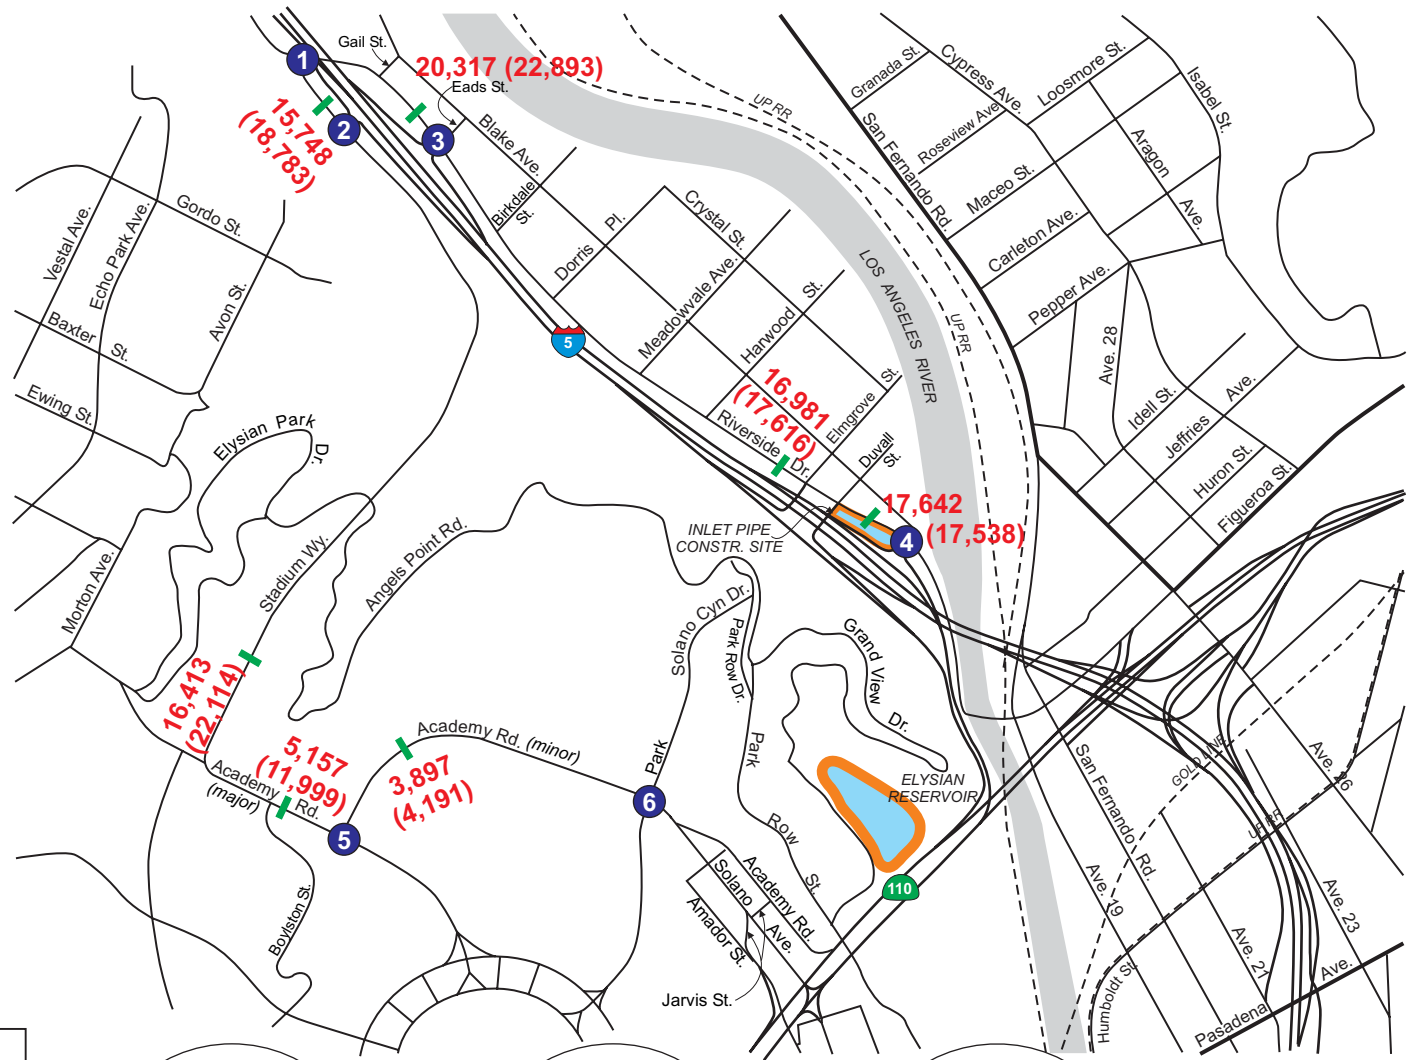 1
Gail St.
20,317 (22,893)
Eads St.
15,748
(18,783)
2
3
Blake Ave.
Birkdale
St.
UP RR
Granada St.
Cypress Ave.
Loosmore St.
Isabel St.
San Fernando Rd.
Roseview Ave.
Aragon
Ave.
Maceo St.
Carleton Ave.
Pepper Ave.
Vestal Ave.
Echo Park Ave.
Gordo St.
Avon St.
Baxter
St.
Ewing St.
Dorris
Pl.
Crystal St.
Meadowvale Ave.
Harwood
St.
LOS ANGELES RIVER
UP RR
5
Ave. 28
Idell St.
Jeffries
Ave.
Huron St.
Figueroa St.
16,981
(17,616)
Elmgrove
St.
Riverside
Dr.
Duvall
St.
Elysian Park
Dr.
17,642
(17,538)
4
INLET PIPE
CONSTR. SITE
Morton Ave.
Stadium Wy.
Angels Point Rd.
Solano Cyn Dr.
Park Row Dr.
Grand View
Dr.
16,413
(22,114)
5,157
(11,999)
Academy
Rd.
(major)
5
Academy Rd. (minor)
3,897
(4,191)
Park
6
Park
Row
St.
ELYSIAN
RESERVOIR
110
San Fernando
Rd.
GOLD LINE
Ave. 26
UP RR
Ave. 19
Ave. 21
Ave. 23
Humboldt St.
Pasadena
Ave.
Boylston St.
Solano
Ave.
Academy Rd.
Amador St.
Jarvis St.